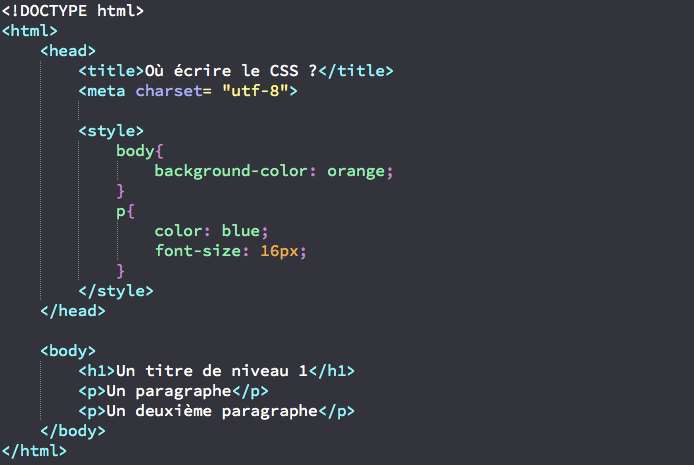 <!DOCTYPE html>
<html>
    <head>
        <title>Où écrire le CSS ?</title>
        <meta charset= "utf-8">

        <style>
            body{
                background-color: orange;
            }
            p{
                color: blue;
                font-size: 16px;
            }
        </style>
    </head>

    <body>
        <h1>Un titre de niveau 1</h1>
        <p>Un paragraphe</p>
        <p>Un deuxième paragraphe</p>
    </body>
</html>